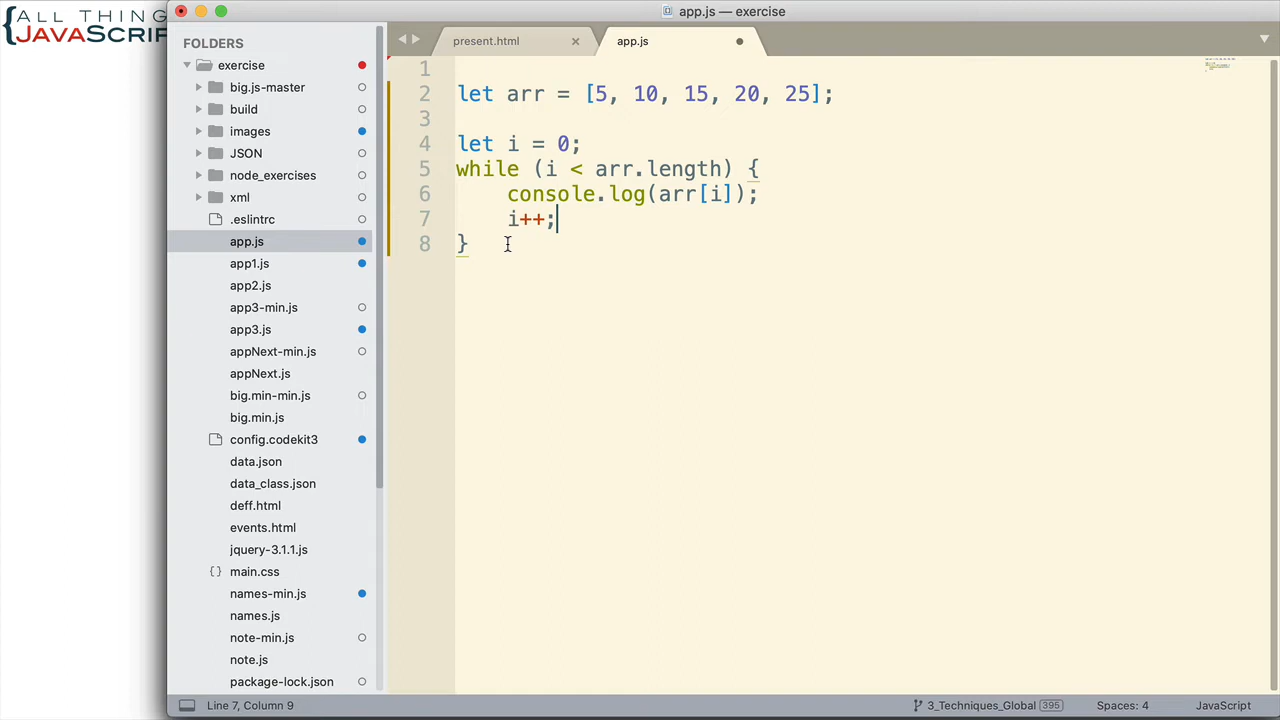 {ALL THING
JAVASCRIP
app.js — exercise
FOLDERS
exercise
big.js-master
build
images
JSON
node_exercises
xml
.eslintrc
app.js
app1.js
app2.js
app3-min.js
app3.js
appNext-min.js
appNext.js
big.min-min.js
big.min.js
config.codekit3
data.json
data_class.json
deff.html
events.html
jquery-3.1.1.js
{} main.css
names-min.js
names.js
note-min.js
note.js
package-lock.json
present.html ×
app.js
1
2 let arr = [5, 10, 15, 20, 25];
3
4 let i = 0;
5 while (i < arr.length) {
6 console.log(arr[i]);
7 i++;
8 }
Line 7, Column 9
3_Techniques_Global 395
Spaces: 4
JavaScript